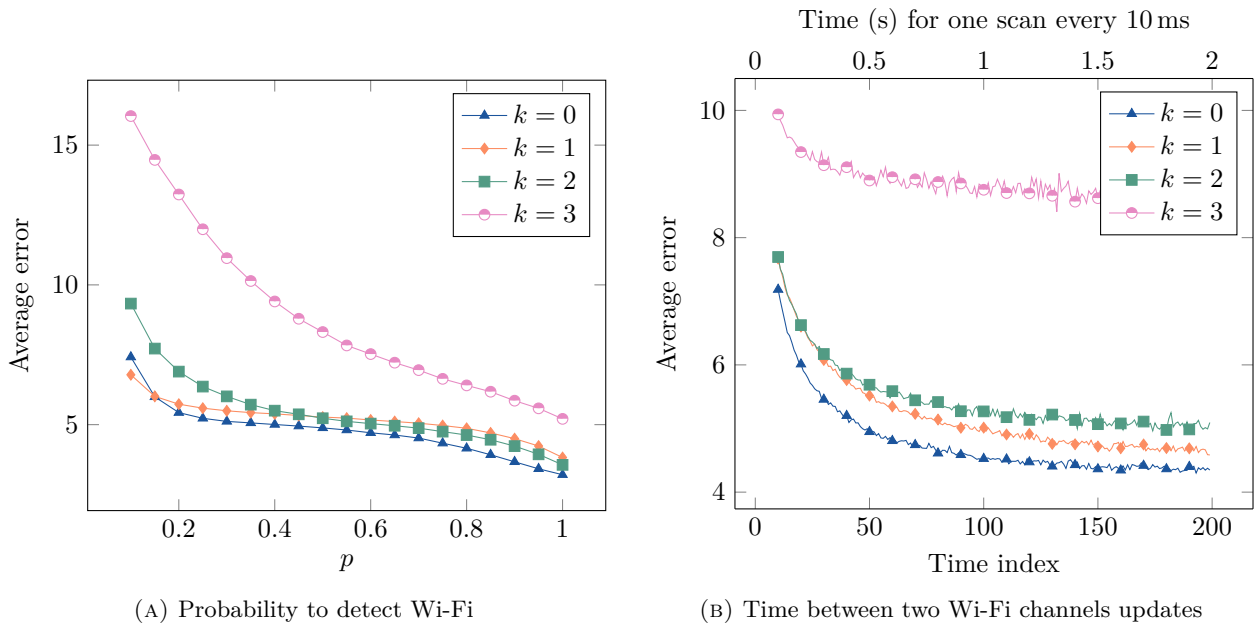 Average error
15
10
5
0.2 0.4 0.6 0.8 1
p
k = 0
k = 1
k = 2
k = 3
(A) Probability to detect Wi-Fi
Time (s) for one scan every 10 ms
0 0.5 1 1.5 2
Average error
10
8
6
4
0 50 100 150 200
Time index
k = 0
k = 1
k = 2
k = 3
(B) Time between two Wi-Fi channels updates